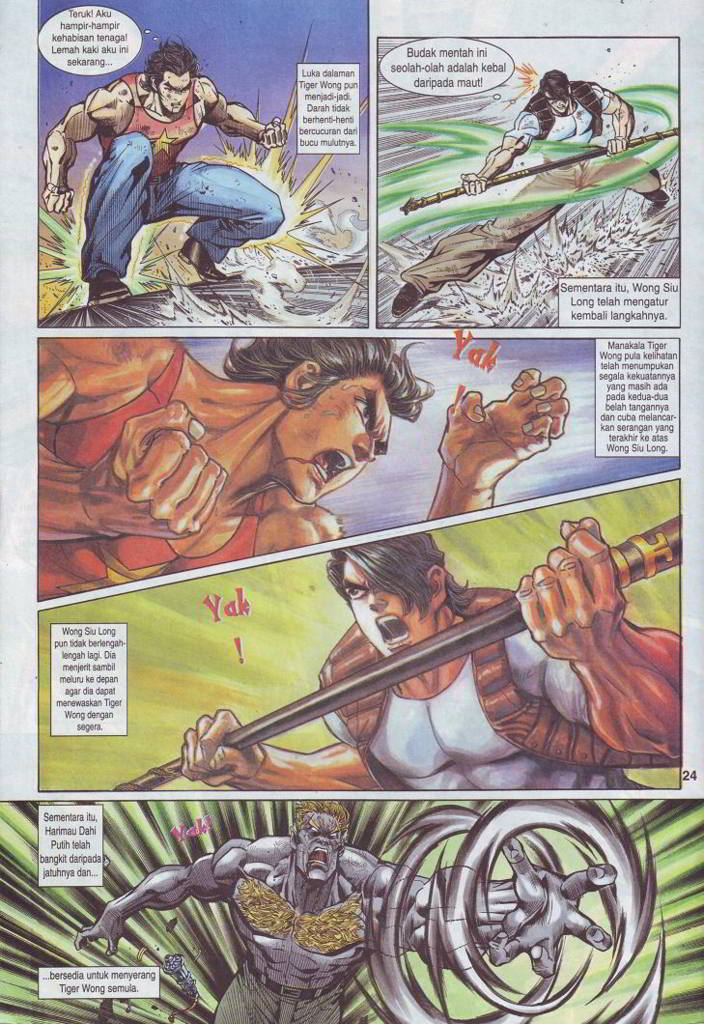 Teruk! Aku
hampir-hampir
kehabisan tenaga!
Lemah kaki aku ini
sekarang...
Luka dalaman
Tiger Wong pun
menjadi-jadi.
Darah tidak
berhenti-henti
bercucuran dari
bucu mulutnya.
Budak mentah ini
seolah-olah adalah kebal
daripada maut!
Sementara itu, Wong Siu
Long telah mengatur
kembali langkahnya.
Yak
!
Manakala Tiger
Wong pula kelihatan
telah menumpukan
segala kekuatannya
yang masih ada
pada kedua-dua
belah tangannya
dan cuba melancar-
kan serangan yang
terakhir ke atas
Wong Siu Long.
Yak
!
Wong Siu Long
pun tidak berlengah-
lengah lagi. Dia
menjerit sambil
meluru ke depan
agar dia dapat
menewaskan Tiger
Wong dengan
segera.
24
Sementara itu,
Harimau Dahi
Putih telah
bangkit daripada
jatuhnya dan...
Yak!
...bersedia untuk menyerang
Tiger Wong semula.